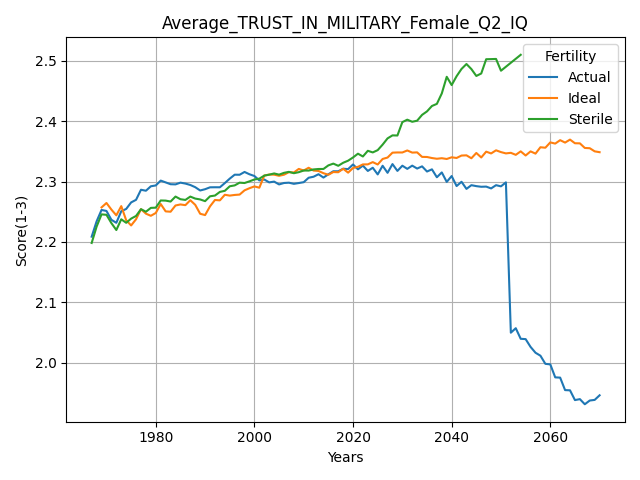 Average_TRUST_IN_MILITARY_Female_Q2_IQ
Score(1-3)
2.5
2.4
2.3
2.2
2.1
2.0
1980
2000
2020
2040
2060
Years
Fertility
Actual
Ideal
Sterile